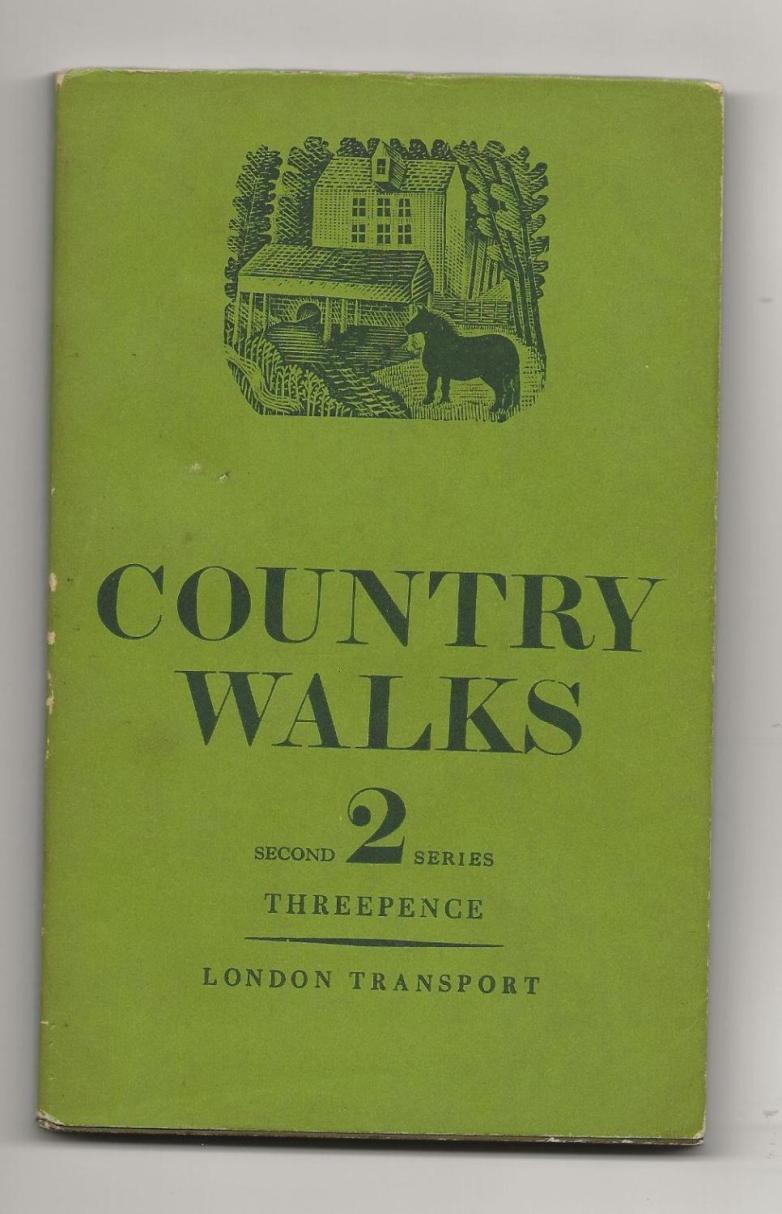 COUNTRY
WALKS
SECOND 2 SERIES
THREEPENCE
LONDON TRANSPORT